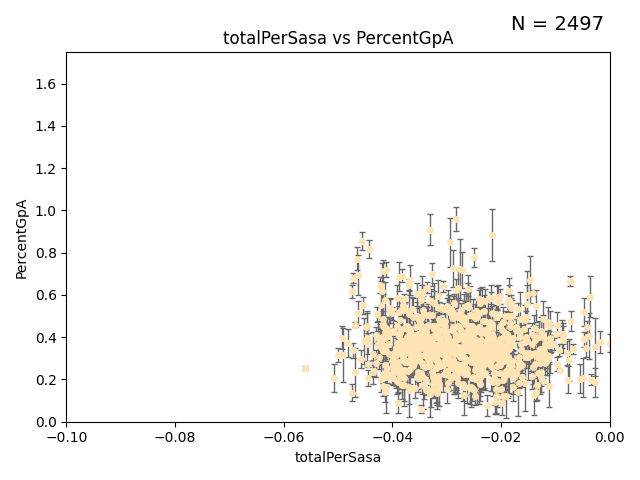 N = 2497
totalPerSasa vs PercentGpA
1.6
1.4
1.2
1.0
0.8
0.6
0.4
0.2
0.0
PercentGpA
−0.10 −0.08 −0.06 −0.04 −0.02 0.00
totalPerSasa